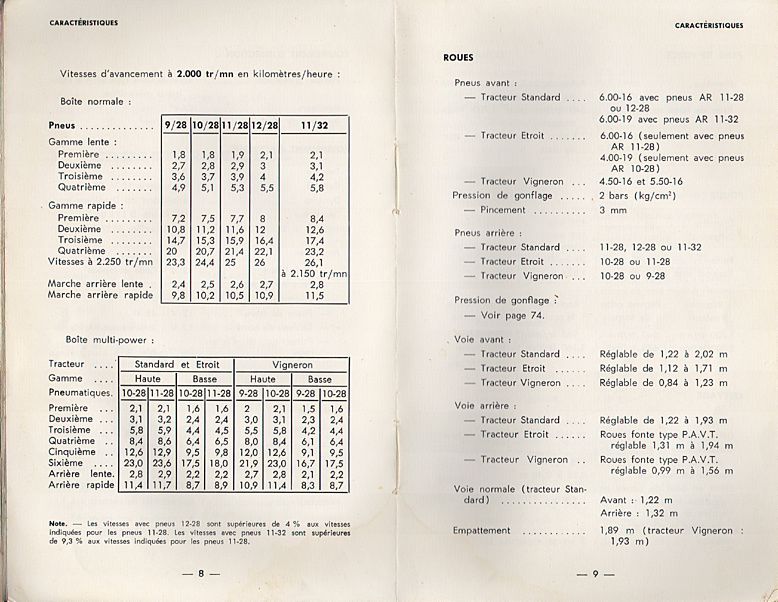 CARACTÉRISTIQUES
Vitesses d'avancement à 2.000 tr/mn en kilomètres/heure :
Boîte normale :
Pneus .............. 9/28 10/28 11/28 12/28 11/32
Gamme lente :
Première ......... 1,8 1,8 1,9 2,1 2,1
Deuxième ........ 2,7 2,8 2,9 3 3,1
Troisième ........ 3,6 3,7 3,9 4 4,2
Quatrième ....... 4,9 5,1 5,3 5,5 5,8
Gamme rapide :
Première ......... 7,2 7,5 7,7 8 8,4
Deuxième ........ 10,8 11,2 11,6 12 12,6
Troisième ........ 14,7 15,3 15,9 16,4 17,4
Quatrième ....... 20 20,7 21,4 22,1 23,2
Vitesses à 2.250 tr/mn 23,3 24,4 25 26 26,1
à 2.150 tr/mn
Marche arrière lente . 2,4 2,5 2,6 2,7 2,8
Marche arrière rapide 9,8 10,2 10,5 10,9 11,5
Boîte multi-power :
Tracteur .... Standard et Etroit Vigneron
Gamme .... Haute Basse Haute Basse
Pneumatiques. 10-28 11-28 10-28 11-28 9-28 10-28 9-28 10-28
Première ... 2,1 2,1 1,6 1,6 2 2,1 1,5 1,6
Deuxième ... 3,1 3,2 2,4 2,4 3,0 3,1 2,3 2,4
Troisième ... 5,8 5,9 4,4 4,5 5,5 5,8 4,2 4,4
Quatrième .. 8,4 8,6 6,4 6,5 8,0 8,4 6,1 6,4
Cinquième .. 12,6 12,9 9,5 9,8 12,0 12,6 9,1 9,5
Sixième .... 23,0 23,6 17,5 18,0 21,9 23,0 16,7 17,5
Arrière lente. 2,8 2,9 2,2 2,2 2,7 2,8 2,1 2,2
Arrière rapide 11,4 11,7 8,7 8,9 10,9 11,4 8,3 8,7
Note. — Les vitesses avec pneus 12-28 sont supérieures de 4 % aux vitesses
indiquées pour les pneus 11-28. Les vitesses avec pneus 11-32 sont supérieures
de 9,3 % aux vitesses indiquées pour les pneus 11-28.
— 8 —
CARACTÉRISTIQUES
ROUES
Pneus avant :
— Tracteur Standard .... 6.00-16 avec pneus AR 11-28
ou 12-28
6.00-19 avec pneus AR 11-32
— Tracteur Etroit ....... 6.00-16 (seulement avec pneus
AR 11-28)
4.00-19 (seulement avec pneus
AR 10-28)
— Tracteur Vigneron ... 4.50-16 et 5.50-16
Pression de gonflage ..... 2 bars (kg/cm²)
— Pincement .......... 3 mm
Pneus arrière :
— Tracteur Standard .... 11-28, 12-28 ou 11-32
— Tracteur Etroit ....... 10-28 ou 11-28
— Tracteur Vigneron ... 10-28 ou 9-28
Pression de gonflage :
— Voir page 74.
Voie avant :
— Tracteur Standard .... Réglable de 1,22 à 2,02 m
— Tracteur Etroit ...... Réglable de 1,12 à 1,71 m
— Tracteur Vigneron .... Réglable de 0,84 à 1,23 m
Voie arrière :
— Tracteur Standard .... Réglable de 1,22 à 1,93 m
— Tracteur Etroit ...... Roues fonte type P.A.V.T.
réglable 1,31 m à 1,94 m
— Tracteur Vigneron .. Roues fonte type P.A.V.T.
réglable 0,99 m à 1,56 m
Voie normale (tracteur Stan-
dard) ................ Avant : 1,22 m
Arrière : 1,32 m
Empattement ............ 1,89 m (tracteur Vigneron :
1,93 m)
— 9 —